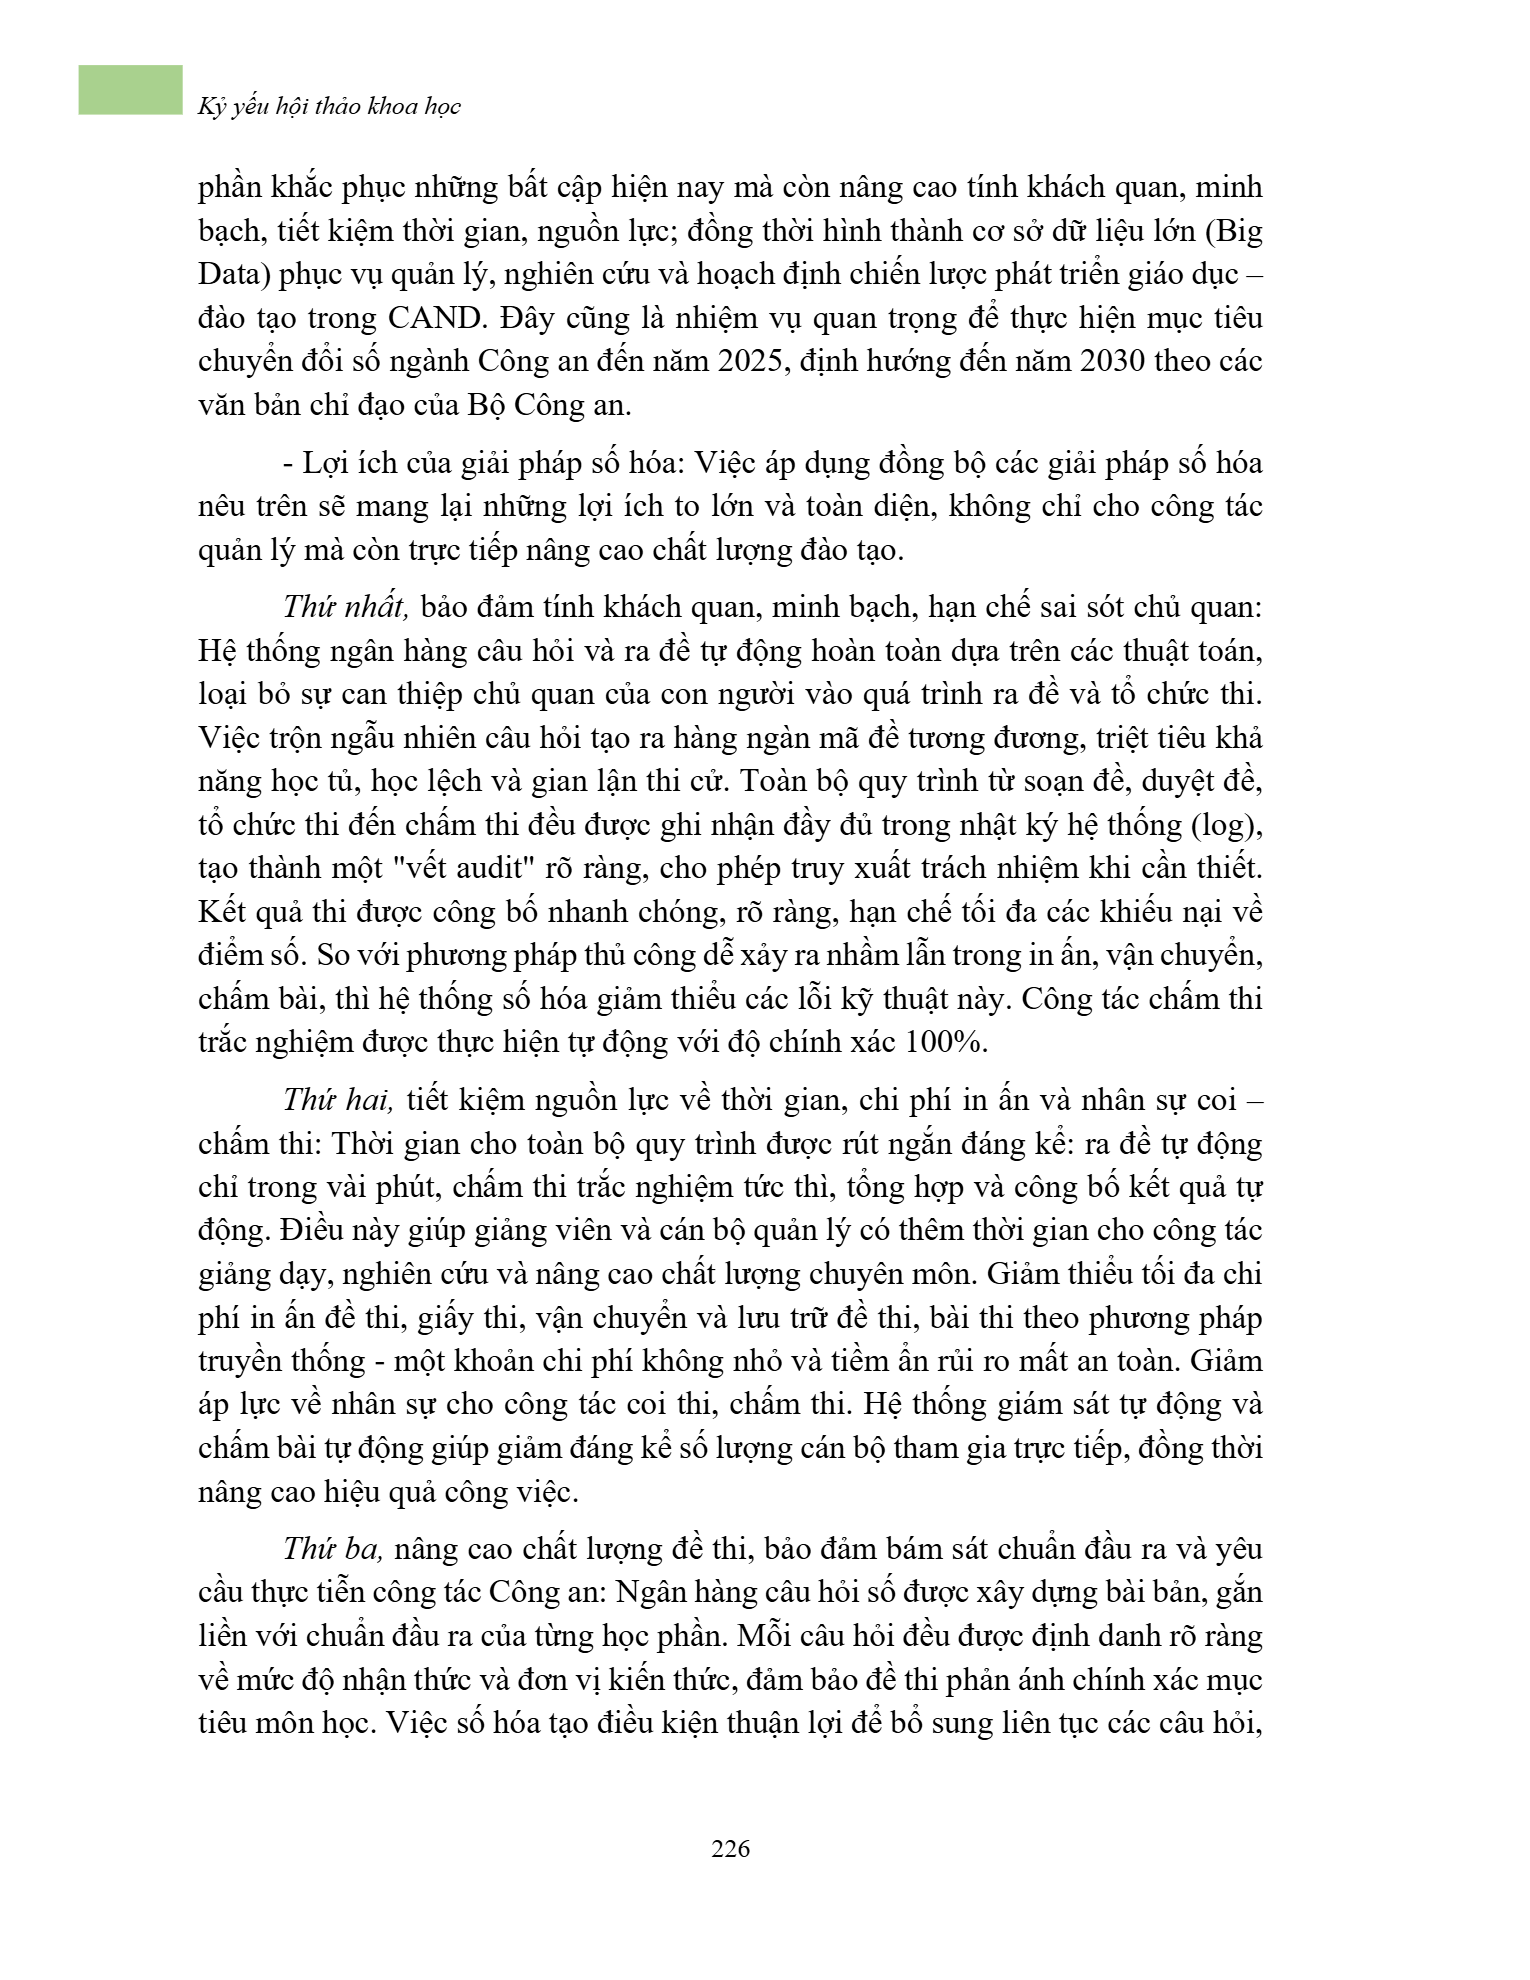 Kỷ yếu hội thảo khoa học
phần khắc phục những bất cập hiện nay mà còn nâng cao tính khách quan, minh
bạch, tiết kiệm thời gian, nguồn lực; đồng thời hình thành cơ sở dữ liệu lớn (Big
Data) phục vụ quản lý, nghiên cứu và hoạch định chiến lược phát triển giáo dục –
đào tạo trong CAND. Đây cũng là nhiệm vụ quan trọng để thực hiện mục tiêu
chuyển đổi số ngành Công an đến năm 2025, định hướng đến năm 2030 theo các
văn bản chỉ đạo của Bộ Công an.
- Lợi ích của giải pháp số hóa: Việc áp dụng đồng bộ các giải pháp số hóa
nêu trên sẽ mang lại những lợi ích to lớn và toàn diện, không chỉ cho công tác
quản lý mà còn trực tiếp nâng cao chất lượng đào tạo.
Thứ nhất, bảo đảm tính khách quan, minh bạch, hạn chế sai sót chủ quan:
Hệ thống ngân hàng câu hỏi và ra đề tự động hoàn toàn dựa trên các thuật toán,
loại bỏ sự can thiệp chủ quan của con người vào quá trình ra đề và tổ chức thi.
Việc trộn ngẫu nhiên câu hỏi tạo ra hàng ngàn mã đề tương đương, triệt tiêu khả
năng học tủ, học lệch và gian lận thi cử. Toàn bộ quy trình từ soạn đề, duyệt đề,
tổ chức thi đến chấm thi đều được ghi nhận đầy đủ trong nhật ký hệ thống (log),
tạo thành một "vết audit" rõ ràng, cho phép truy xuất trách nhiệm khi cần thiết.
Kết quả thi được công bố nhanh chóng, rõ ràng, hạn chế tối đa các khiếu nại về
điểm số. So với phương pháp thủ công dễ xảy ra nhầm lẫn trong in ấn, vận chuyển,
chấm bài, thì hệ thống số hóa giảm thiểu các lỗi kỹ thuật này. Công tác chấm thi
trắc nghiệm được thực hiện tự động với độ chính xác 100%.
Thứ hai, tiết kiệm nguồn lực về thời gian, chi phí in ấn và nhân sự coi –
chấm thi: Thời gian cho toàn bộ quy trình được rút ngắn đáng kể: ra đề tự động
chỉ trong vài phút, chấm thi trắc nghiệm tức thì, tổng hợp và công bố kết quả tự
động. Điều này giúp giảng viên và cán bộ quản lý có thêm thời gian cho công tác
giảng dạy, nghiên cứu và nâng cao chất lượng chuyên môn. Giảm thiểu tối đa chi
phí in ấn đề thi, giấy thi, vận chuyển và lưu trữ đề thi, bài thi theo phương pháp
truyền thống - một khoản chi phí không nhỏ và tiềm ẩn rủi ro mất an toàn. Giảm
áp lực về nhân sự cho công tác coi thi, chấm thi. Hệ thống giám sát tự động và
chấm bài tự động giúp giảm đáng kể số lượng cán bộ tham gia trực tiếp, đồng thời
nâng cao hiệu quả công việc.
Thứ ba, nâng cao chất lượng đề thi, bảo đảm bám sát chuẩn đầu ra và yêu
cầu thực tiễn công tác Công an: Ngân hàng câu hỏi số được xây dựng bài bản, gắn
liền với chuẩn đầu ra của từng học phần. Mỗi câu hỏi đều được định danh rõ ràng
về mức độ nhận thức và đơn vị kiến thức, đảm bảo đề thi phản ánh chính xác mục
tiêu môn học. Việc số hóa tạo điều kiện thuận lợi để bổ sung liên tục các câu hỏi,
226